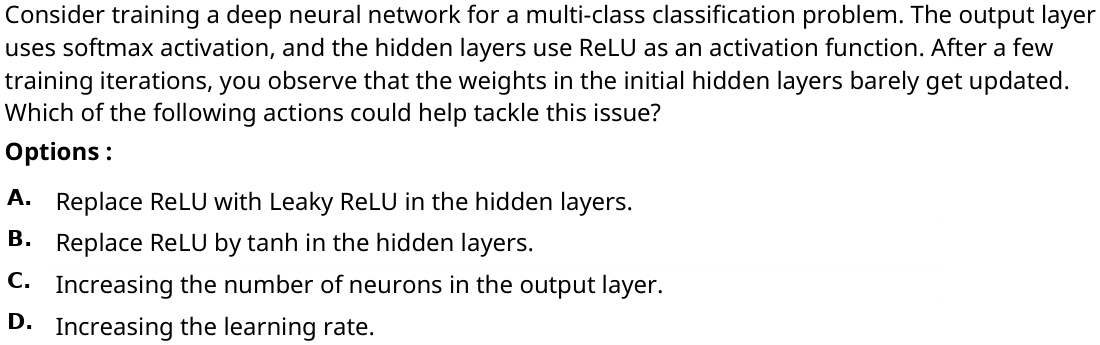 Consider training a deep neural network for a multi-class classification problem. The output layer
uses softmax activation, and the hidden layers use ReLU as an activation function. After a few
training iterations, you observe that the weights in the initial hidden layers barely get updated.
Which of the following actions could help tackle this issue?
Options :
A. Replace ReLU with Leaky ReLU in the hidden layers.
B. Replace ReLU by tanh in the hidden layers.
C. Increasing the number of neurons in the output layer.
D. Increasing the learning rate.